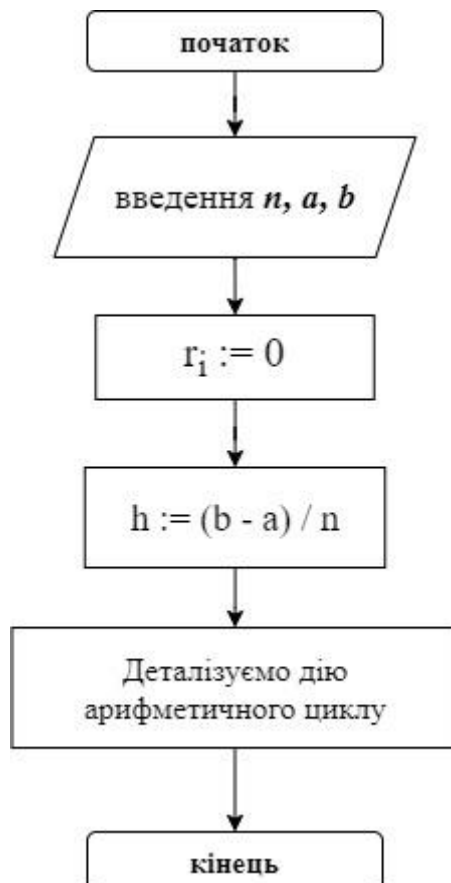 початок
введення n, a, b
rᵢ := 0
h := (b - a) / n
Деталізуємо дію
арифметичного циклу
кінець